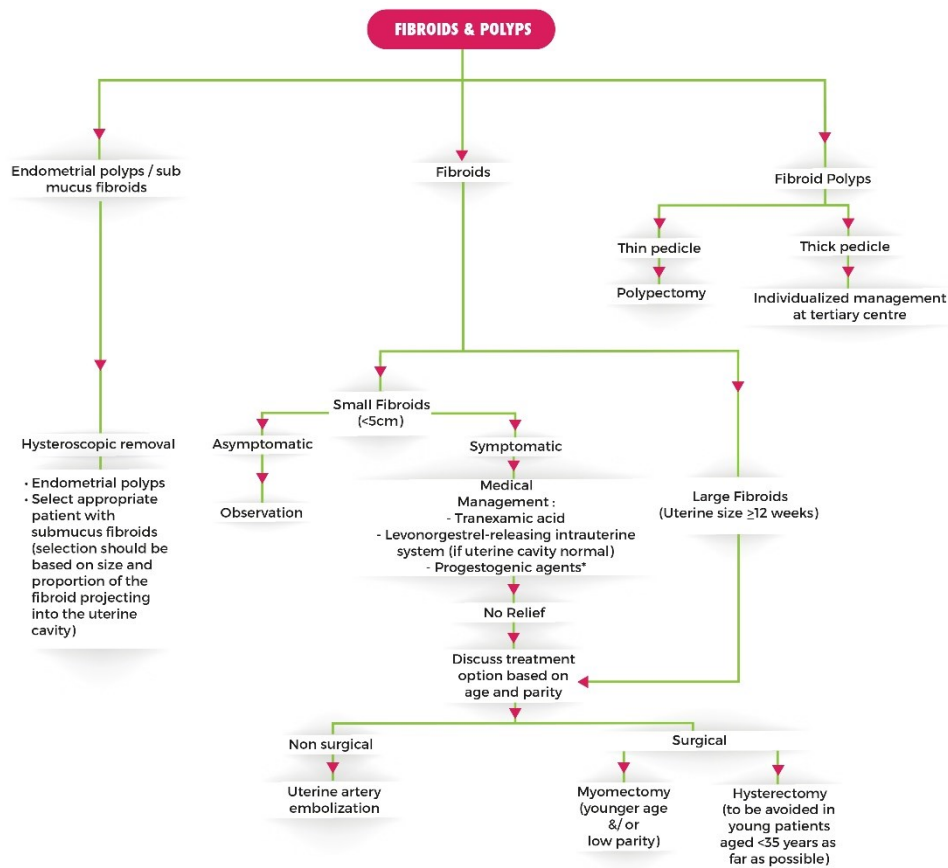 FIBROIDS & POLYPS
Endometrial polyps / sub
mucus fibroids
Hysteroscopic removal
• Endometrial polyps
• Select appropriate
patient with
submucus fibroids
(selection should be
based on size and
proportion of the
fibroid projecting
into the uterine
cavity)
Fibroids
Small Fibroids
(<5cm)
Asymptomatic
Observation
Symptomatic
Medical
Management :
- Tranexamic acid
- Levonorgestrel-releasing intrauterine
system (if uterine cavity normal)
- Progestogenic agents*
No Relief
Discuss treatment
option based on
age and parity
Large Fibroids
(Uterine size ≥12 weeks)
Non surgical
Uterine artery
embolization
Surgical
Myomectomy
(younger age
&/ or
low parity)
Hysterectomy
(to be avoided in
young patients
aged <35 years as
far as possible)
Fibroid Polyps
Thin pedicle
Polypectomy
Thick pedicle
Individualized management
at tertiary centre